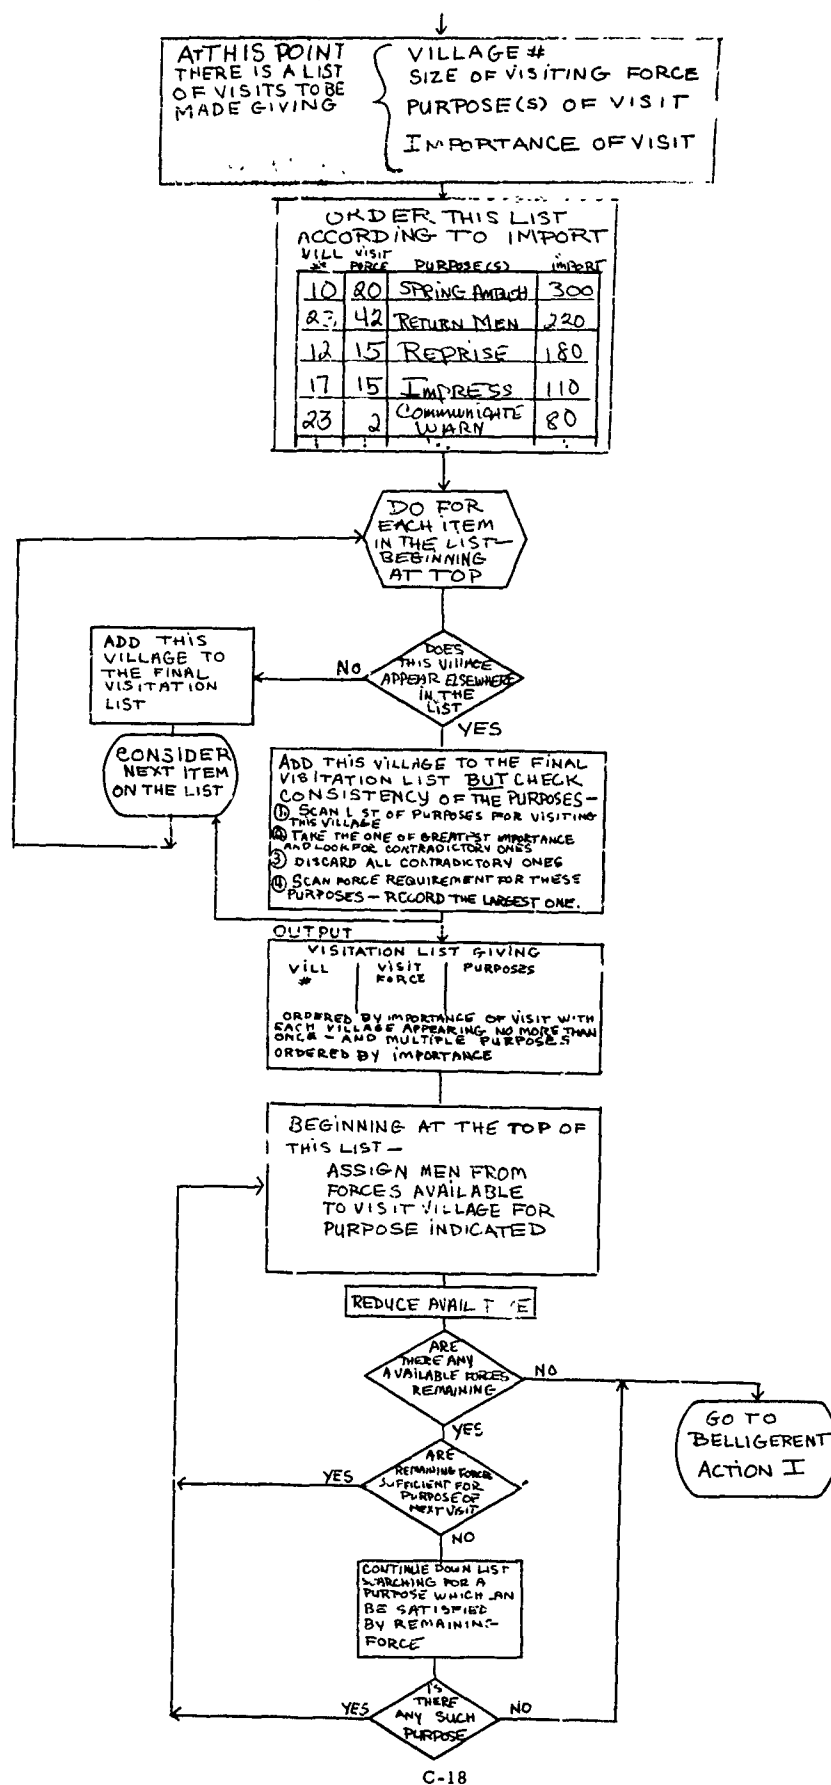 AT THIS POINT
THERE IS A LIST
OF VISITS TO BE
MADE GIVING
VILLAGE #
SIZE OF VISITING FORCE
PURPOSE(S) OF VISIT
IMPORTANCE OF VISIT
ORDER THIS LIST
ACCORDING TO IMPORT
VILL # VISIT FORCE PURPOSE(S) IMPORT
10 20 SPRING AMBUSH 300
23 42 RETURN MEN 220
12 15 REPRISE 180
17 15 IMPRESS 110
23 2 COMMUNICATE WARN 80
DO FOR
EACH ITEM
IN THE LIST—
BEGINNING
AT TOP
DOES
THIS VILLAGE
APPEAR ELSEWHERE
IN THE
LIST
NO
YES
ADD THIS
VILLAGE TO
THE FINAL
VISITATION
LIST
CONSIDER
NEXT ITEM
ON THE LIST
ADD THIS VILLAGE TO THE FINAL
VISITATION LIST BUT CHECK
CONSISTENCY OF THE PURPOSES—
① SCAN LIST OF PURPOSES FOR VISITING
THIS VILLAGE
② TAKE THE ONE OF GREATEST IMPORTANCE
AND LOOK FOR CONTRADICTORY ONES
③ DISCARD ALL CONTRADICTORY ONES
④ SCAN FORCE REQUIREMENT FOR THESE
PURPOSES — RECORD THE LARGEST ONE.
OUTPUT
VISITATION LIST GIVING
VILL # VISIT FORCE PURPOSES
ORDERED BY IMPORTANCE OF VISIT WITH
EACH VILLAGE APPEARING NO MORE THAN
ONCE — AND MULTIPLE PURPOSES
ORDERED BY IMPORTANCE
BEGINNING AT THE TOP OF
THIS LIST—
ASSIGN MEN FROM
FORCES AVAILABLE
TO VISIT VILLAGE FOR
PURPOSE INDICATED
REDUCE AVAIL
ARE
THERE ANY
AVAILABLE FORCES
REMAINING
NO
YES
GO TO
BELLIGERENT
ACTION I
ARE
REMAINING FORCES
SUFFICIENT FOR
PURPOSE OF
NEXT VISIT
YES
NO
CONTINUE DOWN LIST
SEARCHING FOR A
PURPOSE WHICH CAN
BE SATISFIED
BY REMAINING
FORCE
IS
THERE
ANY SUCH
PURPOSE
YES
NO
C-18